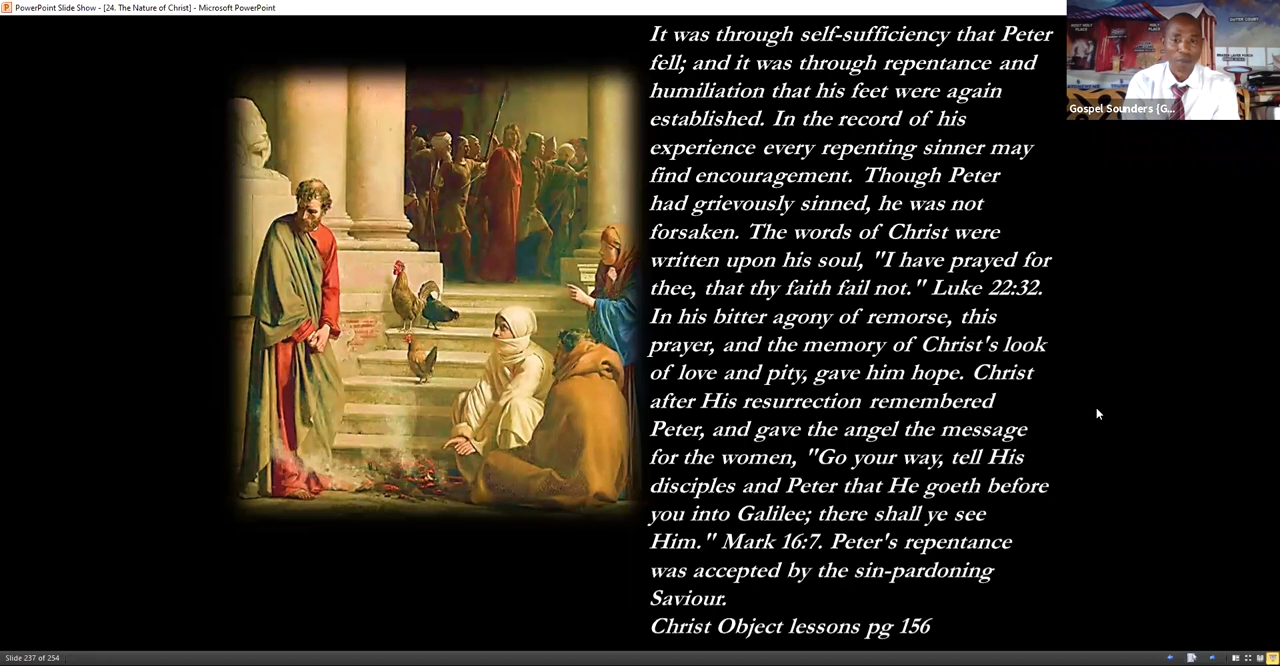 PowerPoint Slide Show - [24. The Nature of Christ] - Microsoft PowerPoint
It was through self-sufficiency that Peter
fell; and it was through repentance and
humiliation that his feet were again
established. In the record of his
experience every repenting sinner may
find encouragement. Though Peter
had grievously sinned, he was not
forsaken. The words of Christ were
written upon his soul, "I have prayed for
thee, that thy faith fail not." Luke 22:32.
In his bitter agony of remorse, this
prayer, and the memory of Christ's look
of love and pity, gave him hope. Christ
after His resurrection remembered
Peter, and gave the angel the message
for the women, "Go your way, tell His
disciples and Peter that He goeth before
you into Galilee; there shall ye see
Him." Mark 16:7. Peter's repentance
was accepted by the sin-pardoning
Saviour.
Christ Object lessons pg 156
OUTER COURT
Gospel Sounders {G...
Slide 237 of 254